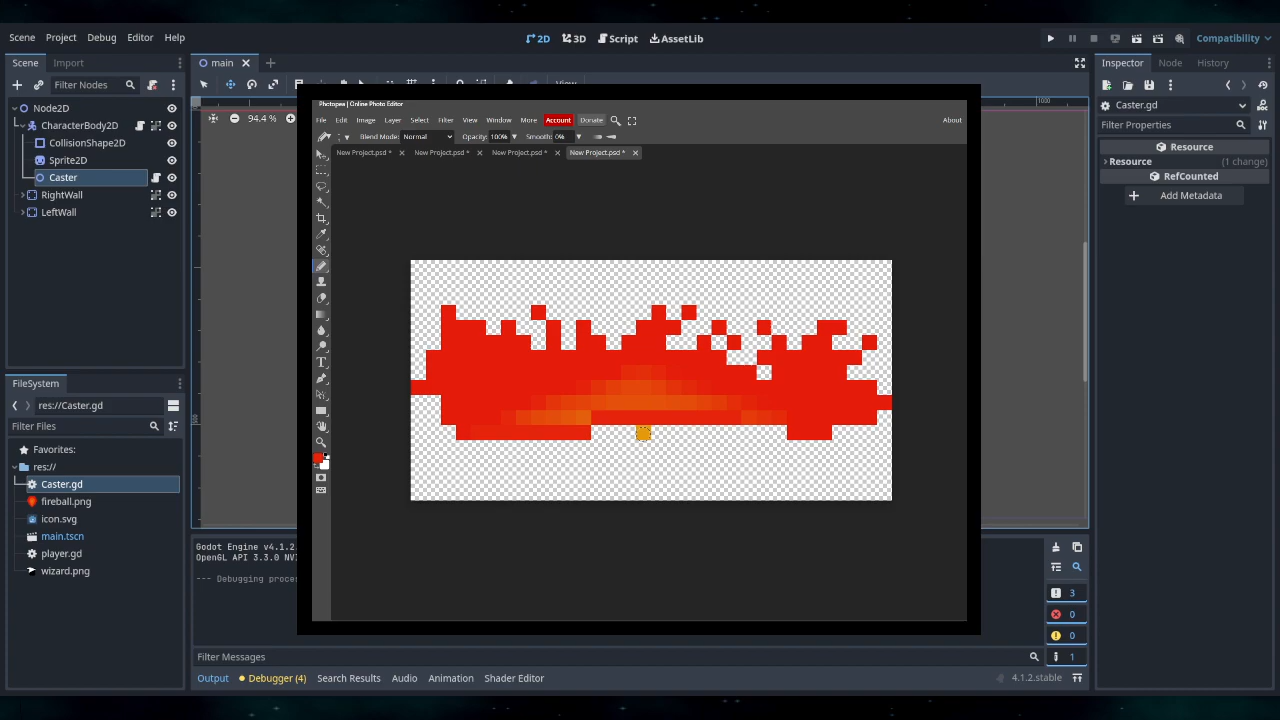 Scene Project Debug Editor Help
2D 3D Script AssetLib
Compatibility
Scene Import
main
Inspector Node History
Filter Nodes
View
Node2D
CharacterBody2D
CollisionShape2D
Sprite2D
Caster
RightWall
LeftWall
94.4 %
1000
500
Caster.gd
Filter Properties
Resource
Resource (1 change)
RefCounted
Add Metadata
Photopea | Online Photo Editor
File Edit Image Layer Select Filter View Window More Account Donate About
Blend Mode: Normal Opacity: 100% Smooth: 0%
New Project.psd * New Project.psd * New Project.psd * New Project.psd *
FileSystem
res://Caster.gd
Filter Files
Favorites:
res://
Caster.gd
fireball.png
icon.svg
main.tscn
player.gd
wizard.png
Godot Engine v4.1.2.
OpenGL API 3.3.0 NVI
--- Debugging proces
3
0
0
1
Filter Messages
Output Debugger (4) Search Results Audio Animation Shader Editor
4.1.2.stable